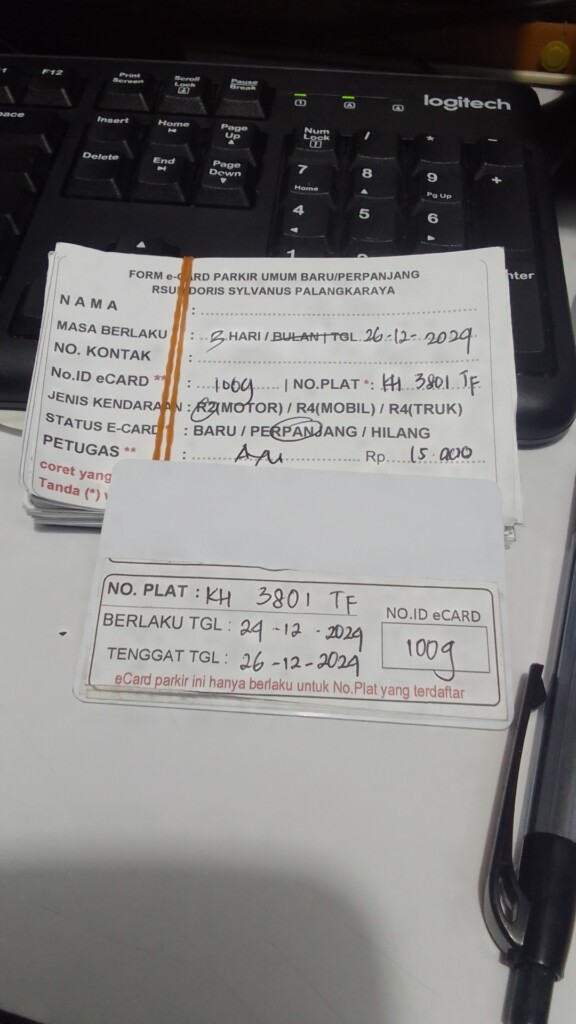 F12
Print Screen
Scroll Lock
Pause Break
logitech
Insert
Home
Page Up
Num Lock
/
*
-
Delete
End
Page Down
7 Home
8
9 Pg Up
+
4
5
6
FORM e-CARD PARKIR UMUM BARU/PERPANJANG
DORIS SYLVANUS PALANGKARAYA
NAMA :
MASA BERLAKU : 3 HARI / BULAN | TGL 26-12-2029
NO. KONTAK :
No.ID eCARD ** : 1009 | NO.PLAT *: KH 3801 TF
JENIS KENDARAAN : R2(MOTOR) / R4(MOBIL) / R4(TRUK)
STATUS E-CARD : BARU / PERPANJANG / HILANG
PETUGAS ** : Ayu Rp. 15.000
coret yang
Tanda (*)
NO. PLAT : KH 3801 TF
BERLAKU TGL : 24-12-2029
NO.ID eCARD
1009
TENGGAT TGL : 26-12-2029
eCard parkir ini hanya berlaku untuk No.Plat yang terdaftar